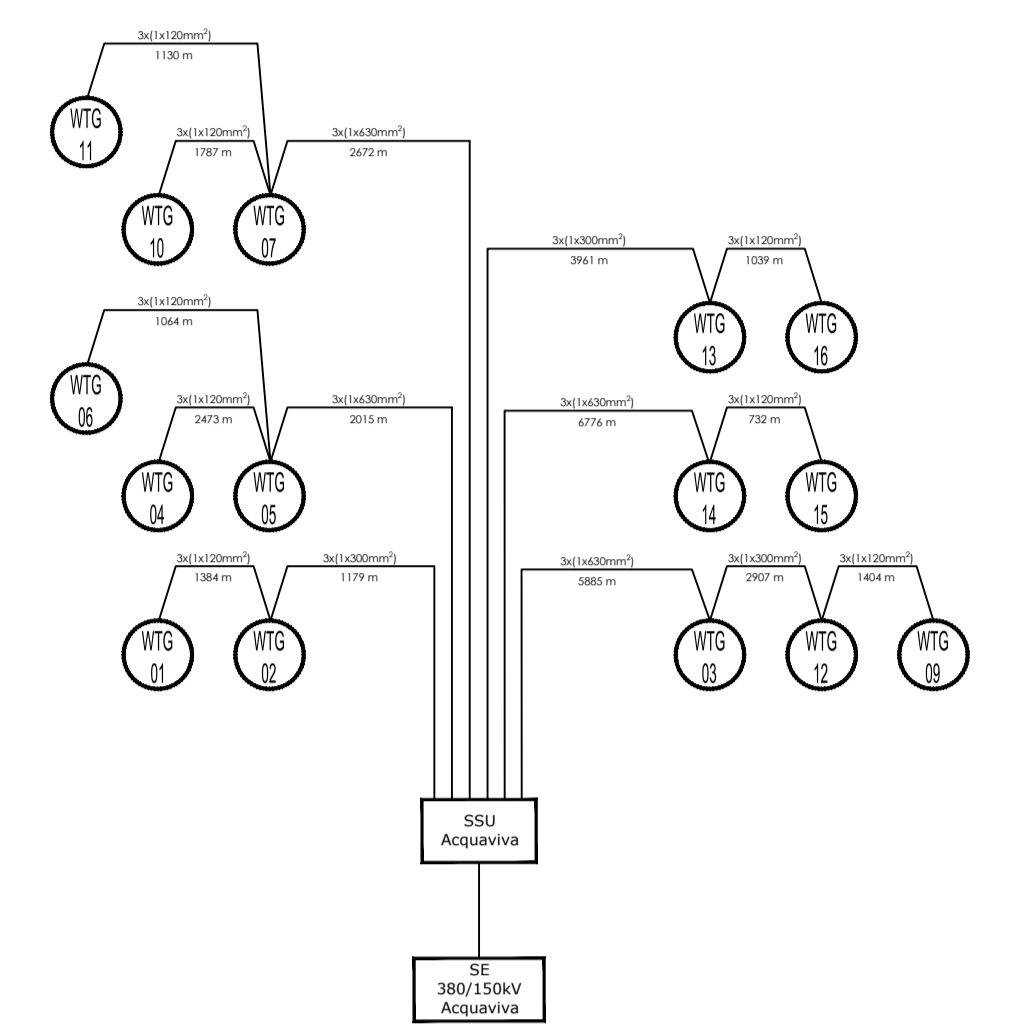 3x(1x120mm²)
1130 m
WTG
11
3x(1x120mm²)
1787 m
3x(1x630mm²)
2672 m
WTG
10
WTG
07
3x(1x300mm²)
3961 m
3x(1x120mm²)
1039 m
WTG
13
WTG
16
3x(1x120mm²)
1064 m
WTG
06
3x(1x120mm²)
2473 m
3x(1x630mm²)
2015 m
WTG
04
WTG
05
3x(1x630mm²)
6776 m
3x(1x120mm²)
732 m
WTG
14
WTG
15
3x(1x120mm²)
1384 m
3x(1x300mm²)
1179 m
WTG
01
WTG
02
3x(1x630mm²)
5885 m
3x(1x300mm²)
2907 m
3x(1x120mm²)
1404 m
WTG
03
WTG
12
WTG
09
SSU
Acquaviva
SE
380/150kV
Acquaviva